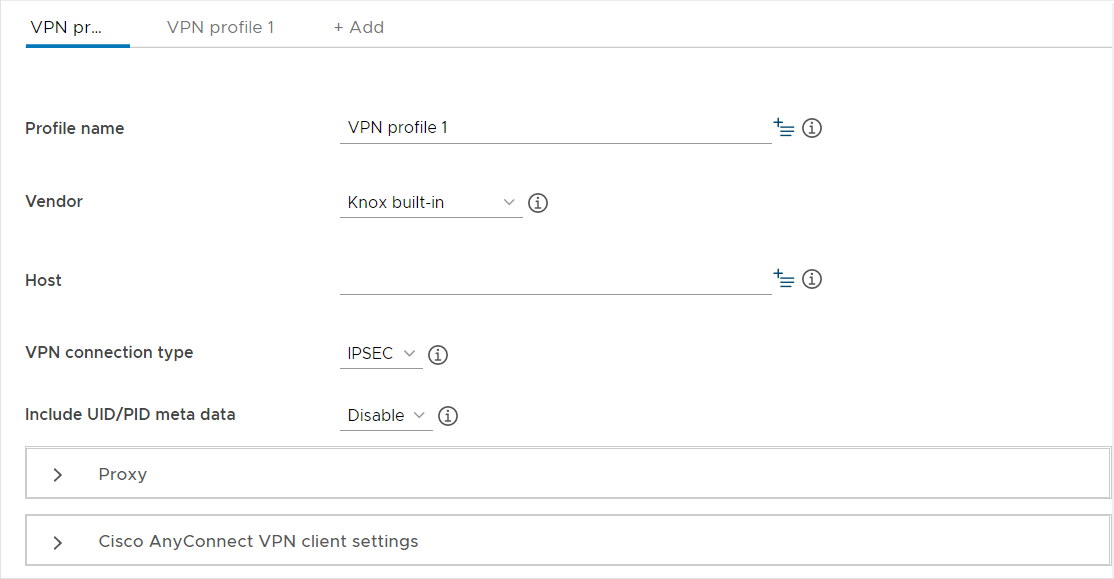 VPN pr... VPN profile 1 + Add
Profile name VPN profile 1
Vendor Knox built-in
Host
VPN connection type IPSEC
Include UID/PID meta data Disable
Proxy
Cisco AnyConnect VPN client settings